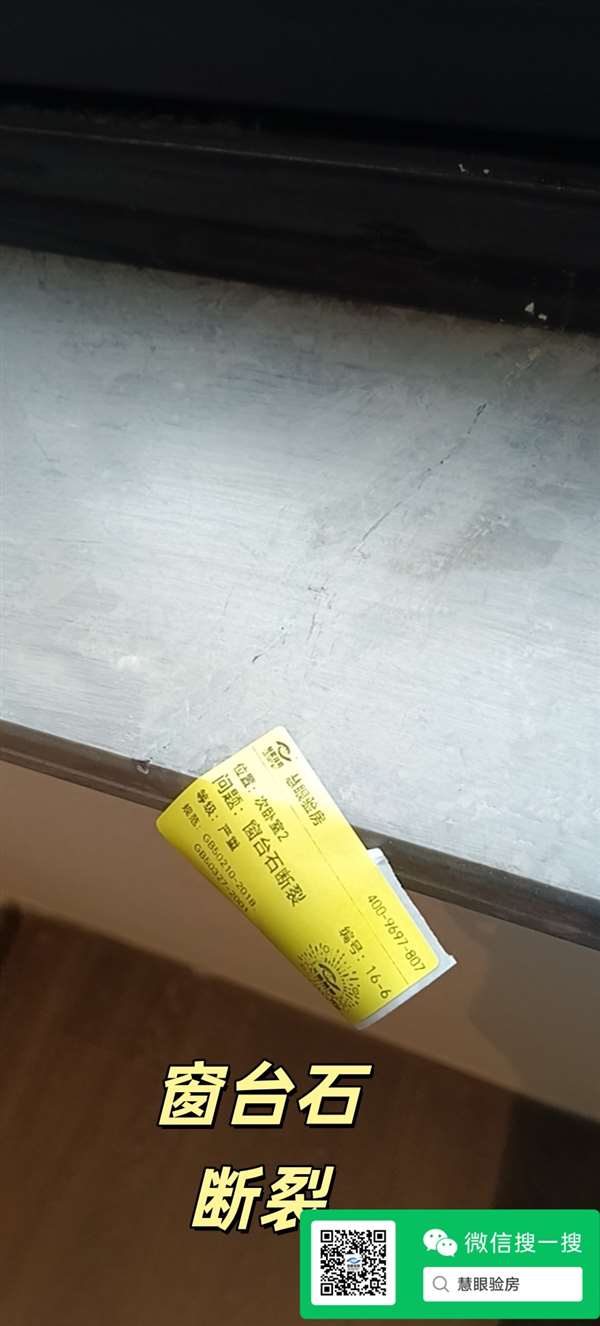 慧眼验房
位置：次卧室2
问题：窗台石断裂
等级：严重
规范：GB50210-2018、
GB50327-2001
400-9697-807
编号：16-6
窗台石
断裂
微信搜一搜
慧眼验房